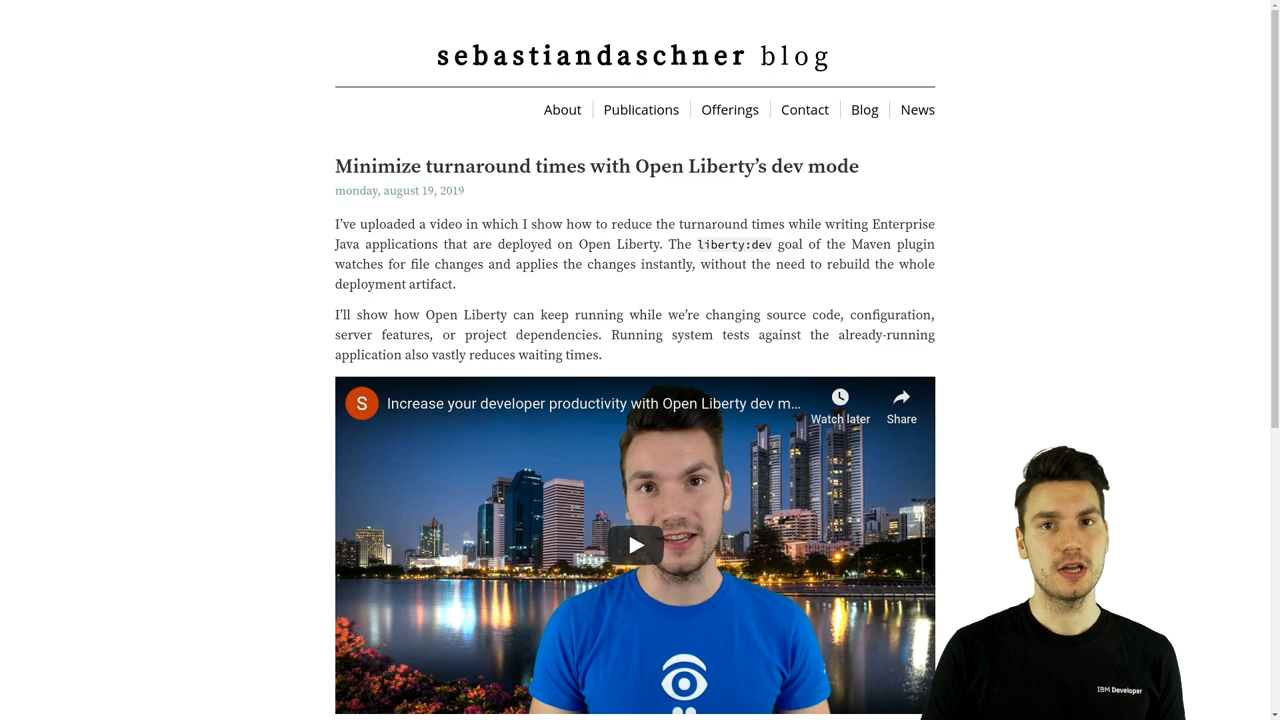 sebastiandaschner blog
About Publications Offerings Contact Blog News
Minimize turnaround times with Open Liberty’s dev mode
monday, august 19, 2019
I’ve uploaded a video in which I show how to reduce the turnaround times while writing Enterprise
Java applications that are deployed on Open Liberty. The liberty:dev goal of the Maven plugin
watches for file changes and applies the changes instantly, without the need to rebuild the whole
deployment artifact.
I’ll show how Open Liberty can keep running while we’re changing source code, configuration,
server features, or project dependencies. Running system tests against the already-running
application also vastly reduces waiting times.
S Increase your developer productivity with Open Liberty dev m...
Watch later Share
IBM Developer